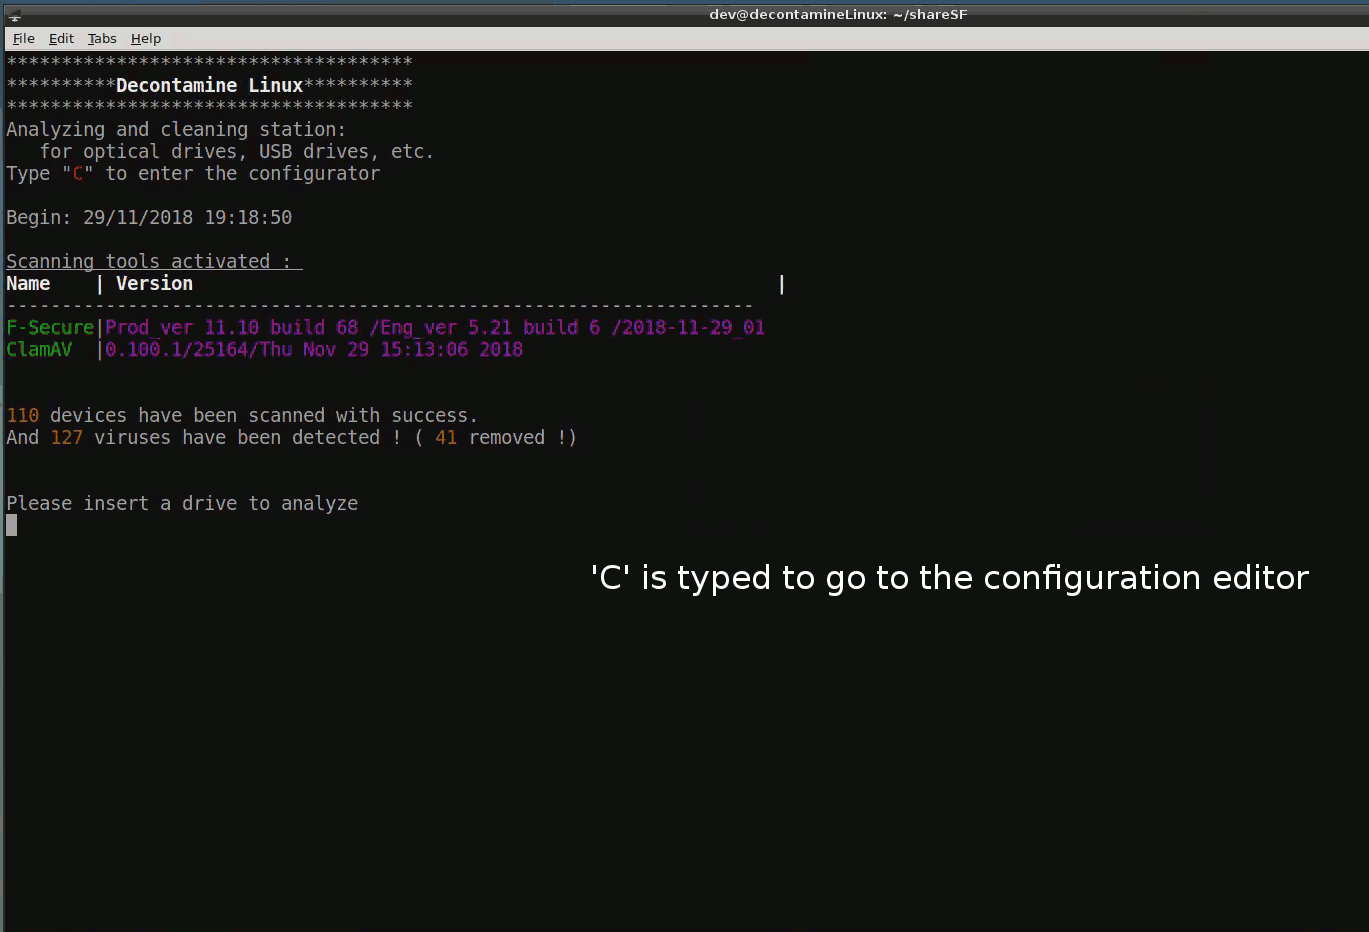 dev@decontamineLinux: ~/shareSF
File Edit Tabs Help
*************************************
**********Decontamine Linux**********
*************************************
Analyzing and cleaning station:
   for optical drives, USB drives, etc.
Type "C" to enter the configurator
Begin: 29/11/2018 19:18:50
Scanning tools activated :
Name    | Version                                                     |
--------------------------------------------------------------------
F-Secure|Prod_ver 11.10 build 68 /Eng_ver 5.21 build 6 /2018-11-29_01
ClamAV  |0.100.1/25164/Thu Nov 29 15:13:06 2018
110 devices have been scanned with success.
And 127 viruses have been detected ! ( 41 removed !)
Please insert a drive to analyze
'C' is typed to go to the configuration editor